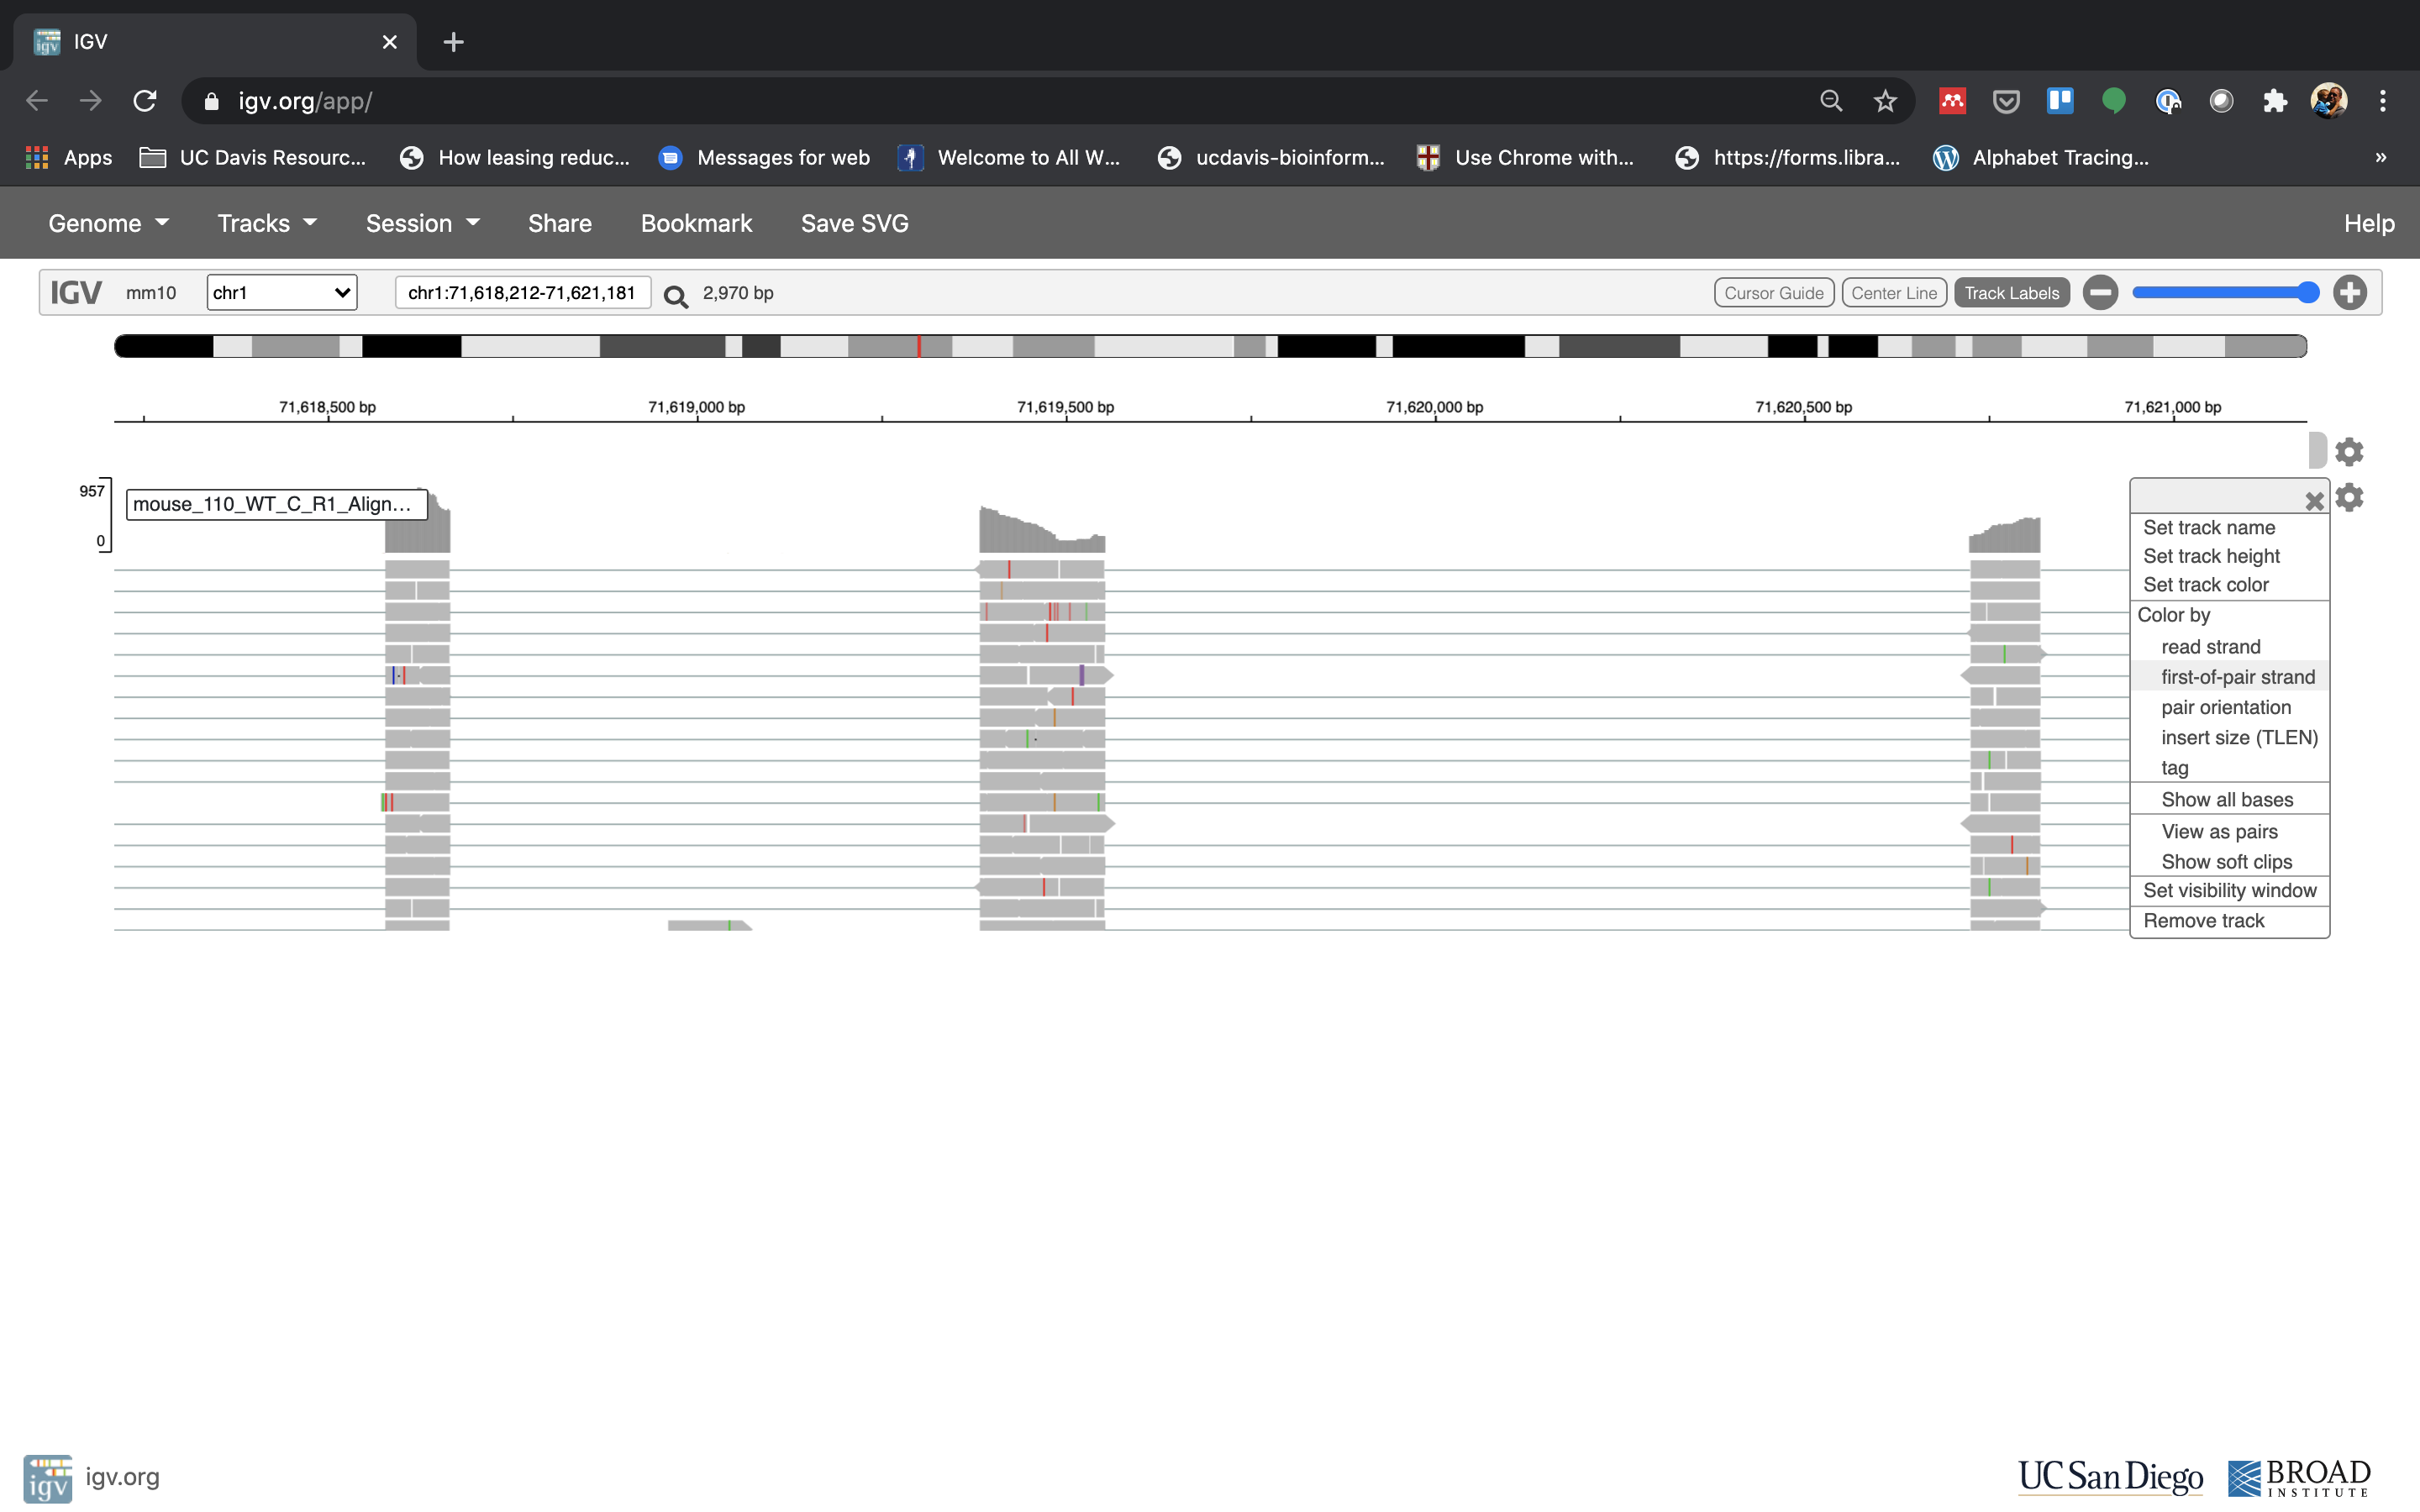 IGV
igv.org/app/
Apps UC Davis Resourc... How leasing reduc... Messages for web Welcome to All W... ucdavis-bioinform... Use Chrome with... https://forms.libra... Alphabet Tracing... »
Genome Tracks Session Share Bookmark Save SVG Help
IGV mm10 chr1 chr1:71,618,212-71,621,181 2,970 bp Cursor Guide Center Line Track Labels
71,618,500 bp 71,619,000 bp 71,619,500 bp 71,620,000 bp 71,620,500 bp 71,621,000 bp
957
mouse_110_WT_C_R1_Align...
0
Set track name
Set track height
Set track color
Color by
read strand
first-of-pair strand
pair orientation
insert size (TLEN)
tag
Show all bases
View as pairs
Show soft clips
Set visibility window
Remove track
igv igv.org UC San Diego BROAD
INSTITUTE